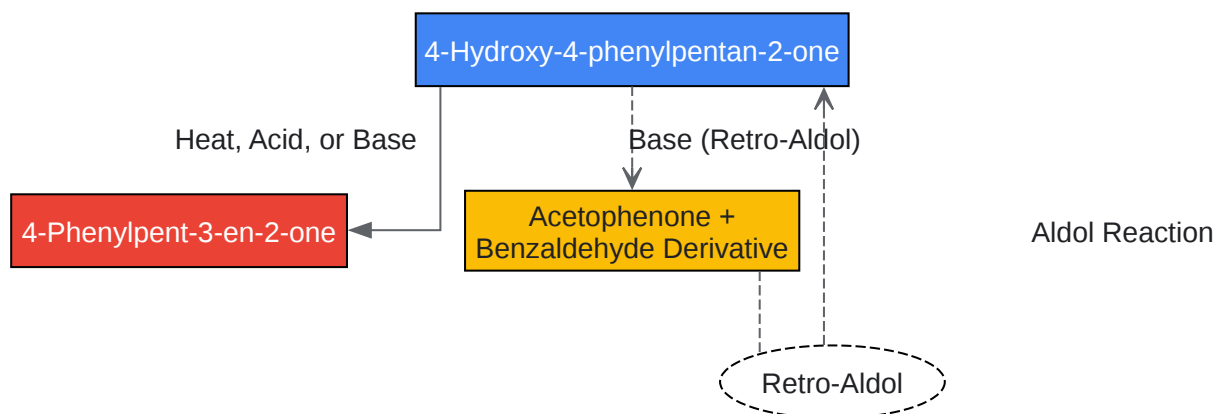 4-Hydroxy-4-phenylpentan-2-one
Heat, Acid, or Base
Base (Retro-Aldol)
4-Phenylpent-3-en-2-one
Acetophenone +
Benzaldehyde Derivative
Aldol Reaction
Retro-Aldol